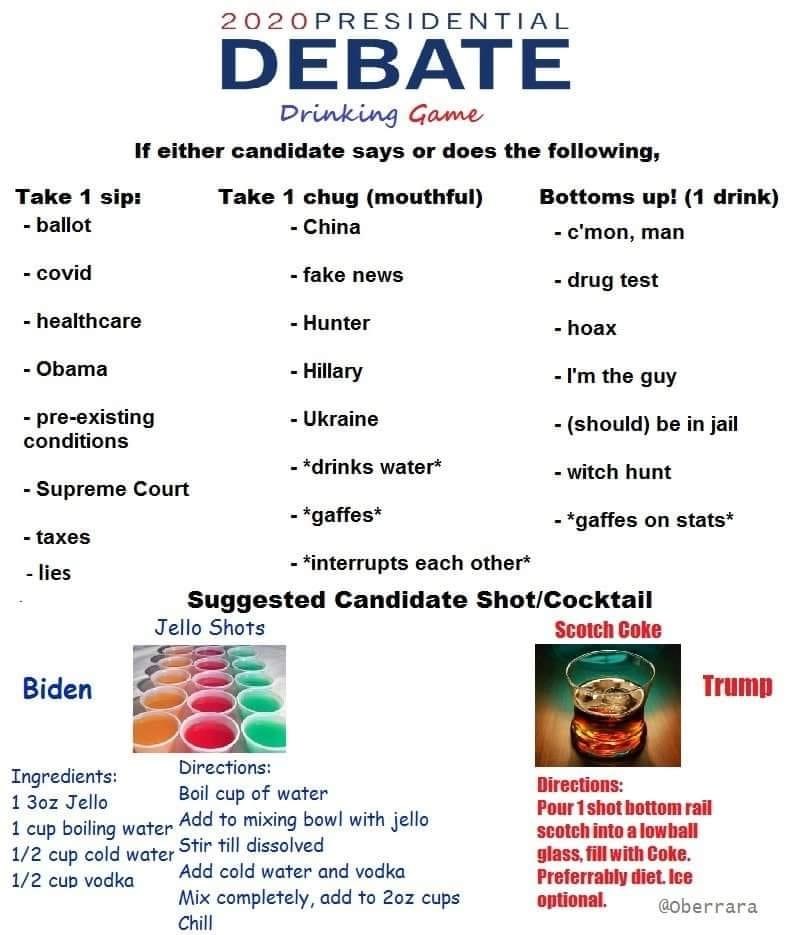 2020 PRESIDENTIAL
DEBATE
Drinking Game
If either candidate says or does the following,
Take 1 sip:
- ballot
- covid
- healthcare
- Obama
- pre-existing
conditions
- Supreme Court
- taxes
- lies
Take 1 chug (mouthful)
- China
- fake news
- Hunter
- Hillary
- Ukraine
- *drinks water*
- *gaffes*
- *interrupts each other*
Bottoms up! (1 drink)
- c'mon, man
- drug test
- hoax
- I'm the guy
- (should) be in jail
- witch hunt
- *gaffes on stats*
Suggested Candidate Shot/Cocktail
Jello Shots
Biden
Ingredients:
1 3oz Jello
1 cup boiling water
1/2 cup cold water
1/2 cup vodka
Directions:
Boil cup of water
Add to mixing bowl with jello
Stir till dissolved
Add cold water and vodka
Mix completely, add to 2oz cups
Chill
Scotch Coke
Trump
Directions:
Pour 1 shot bottom rail
scotch into a lowball
glass, fill with Coke.
Preferrably diet. Ice
optional.
@oberrara